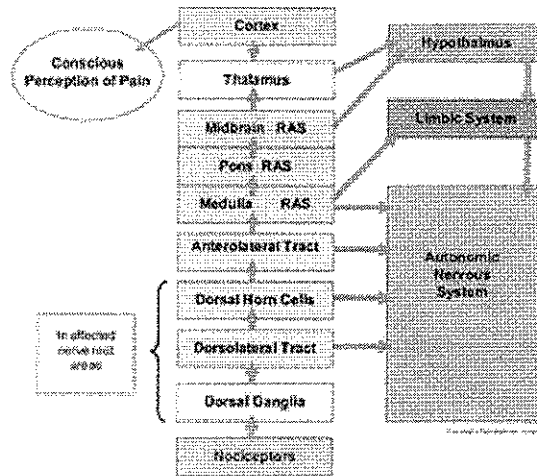 Cortex
Conscious
Perception of Pain
Hypothalmus
Thalamus
Midbrain RAS
Limbic System
Pons RAS
Medulla RAS
Anterolateral Tract
Autonomic
Nervous
System
Dorsal Horn Cells
In affected
nerve root
areas
Dorsolateral Tract
Dorsal Ganglia
Nociceptors